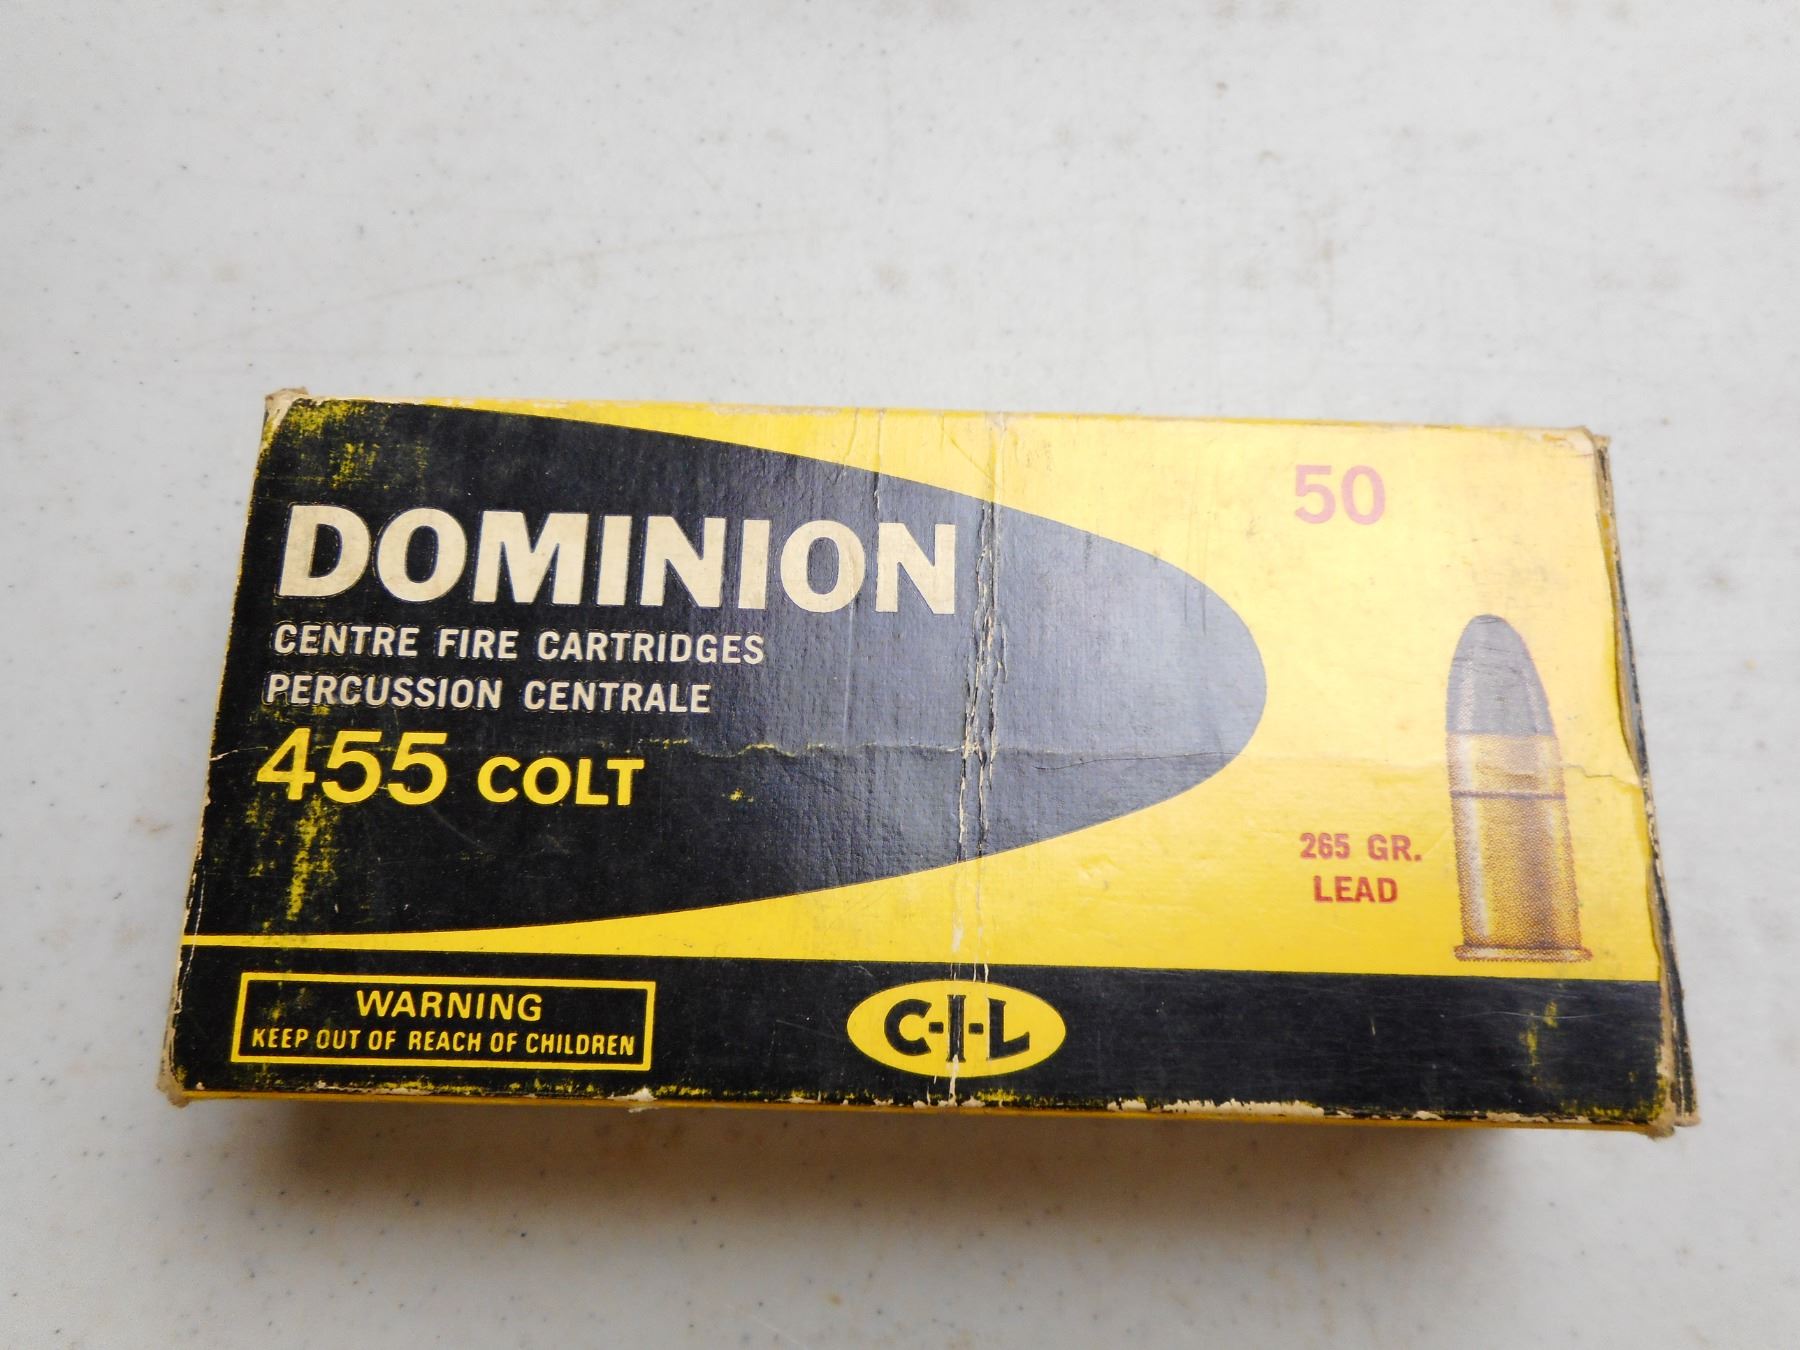 50
DOMINION
CENTRE FIRE CARTRIDGES
PERCUSSION CENTRALE
455 COLT
265 GR.
LEAD
WARNING
KEEP OUT OF REACH OF CHILDREN
C-I-L